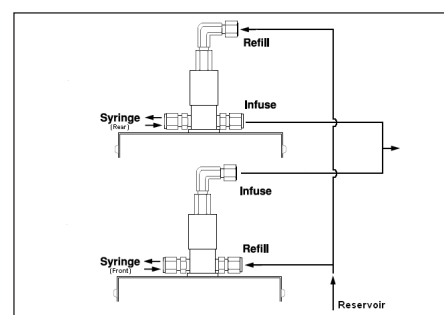 Refill
Syringe
(Rear)
Infuse
Infuse
Syringe
(Front)
Refill
Reservoir